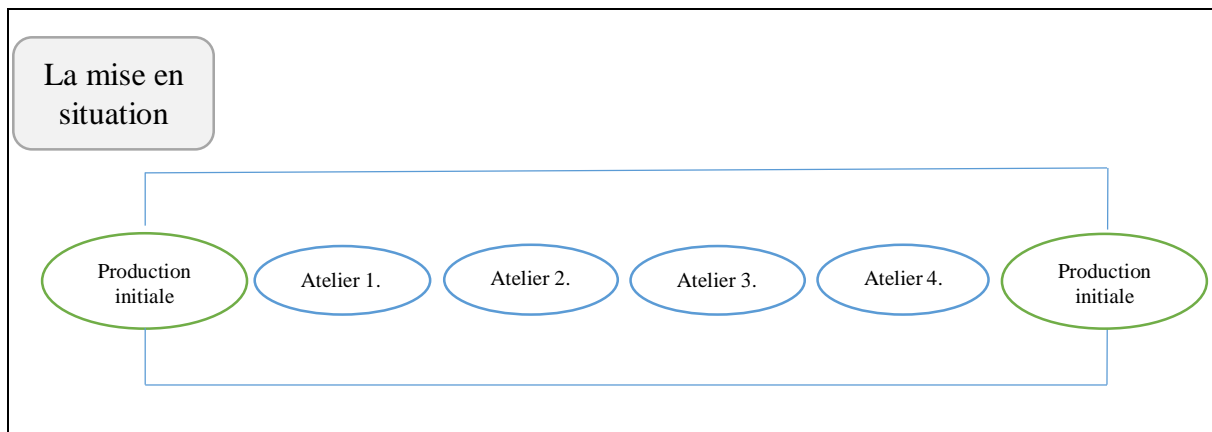 La mise en
situation
Production
initiale
Atelier 1.
Atelier 2.
Atelier 3.
Atelier 4.
Production
initiale